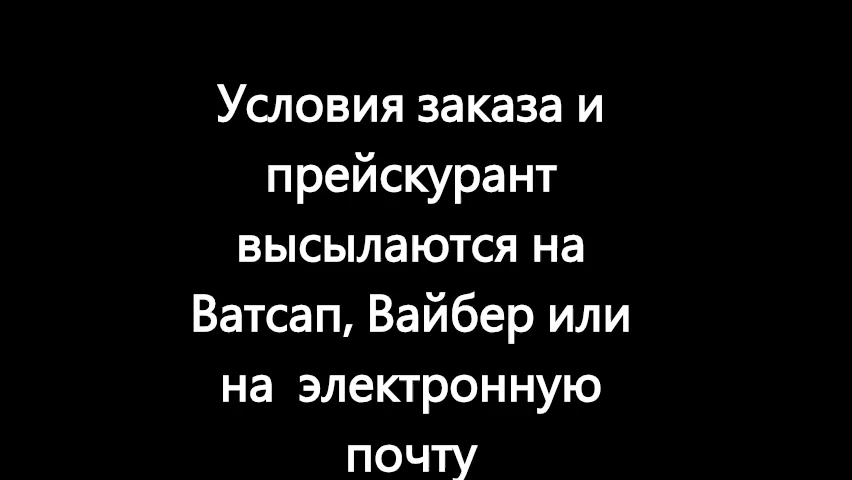 Условия заказа и
прейскурант
высылаются на
Ватсап, Вайбер или
на  электронную
почту